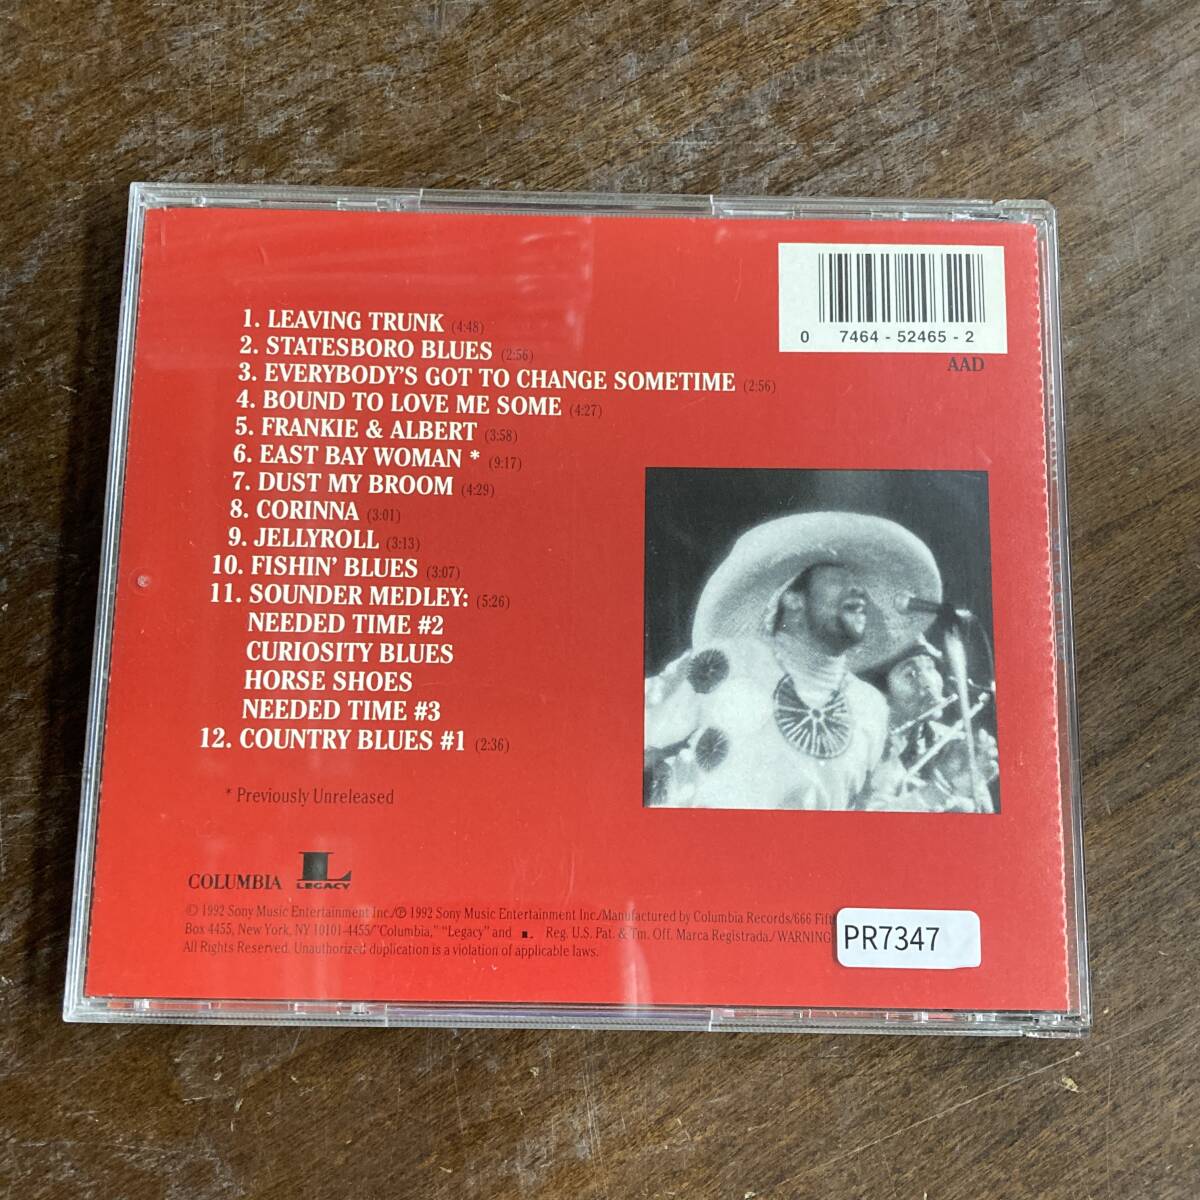 1. LEAVING TRUNK (4:48)
2. STATESBORO BLUES (2:56)
3. EVERYBODY'S GOT TO CHANGE SOMETIME (2:56)
4. BOUND TO LOVE ME SOME (4:27)
5. FRANKIE & ALBERT (3:58)
6. EAST BAY WOMAN * (9:17)
7. DUST MY BROOM (4:29)
8. CORINNA (3:01)
9. JELLYROLL (3:13)
10. FISHIN' BLUES (3:07)
11. SOUNDER MEDLEY: (5:26)
NEEDED TIME #2
CURIOSITY BLUES
HORSE SHOES
NEEDED TIME #3
12. COUNTRY BLUES #1 (2:36)
* Previously Unreleased
0 7464 - 52465 - 2
AAD
COLUMBIA L LEGACY
© 1992 Sony Music Entertainment Inc./℗ 1992 Sony Music Entertainment Inc./Manufactured by Columbia Records/666 Fift
Box 4455, New York, NY 10101-4455/"Columbia," "Legacy" and L Reg. U.S. Pat. & Tm. Off. Marca Registrada./WARNING
All Rights Reserved. Unauthorized duplication is a violation of applicable laws.
PR7347